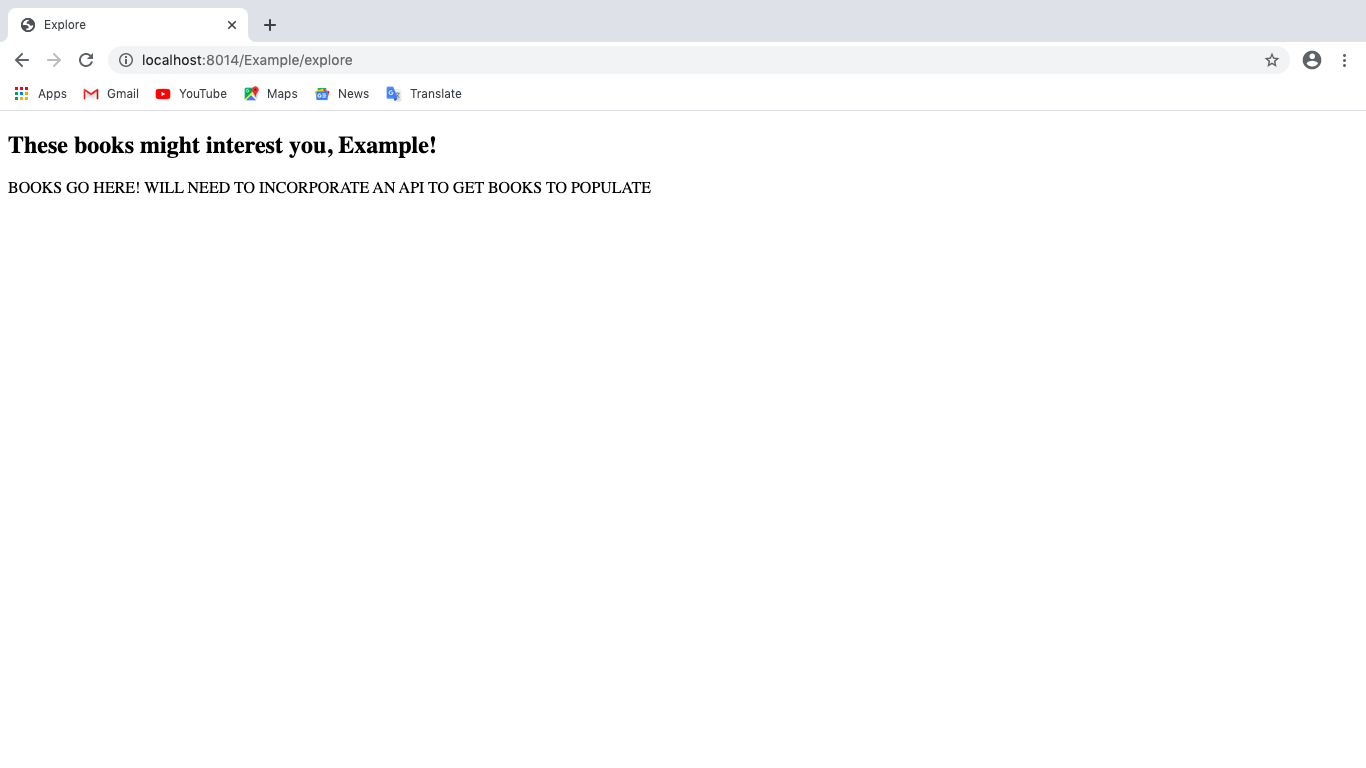 Explore
localhost:8014/Example/explore
Apps Gmail YouTube Maps News Translate
These books might interest you, Example!
BOOKS GO HERE! WILL NEED TO INCORPORATE AN API TO GET BOOKS TO POPULATE